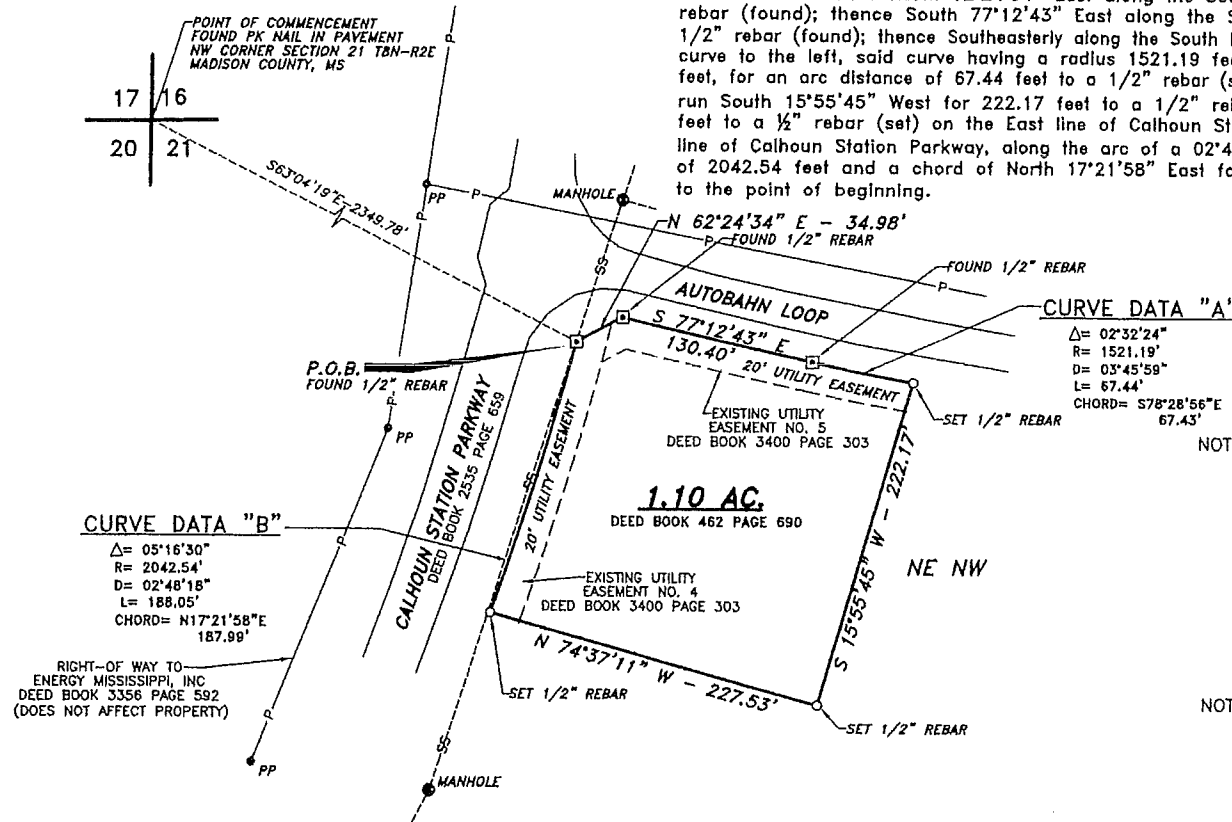 rebar (found); thence South 77°12'43" East along the S
1/2" rebar (found); thence Southeasterly along the South
curve to the left, said curve having a radius 1521.19 fee
feet, for an arc distance of 67.44 feet to a 1/2" rebar (s
run South 15°55'45" West for 222.17 feet to a 1/2" reb
feet to a ½" rebar (set) on the East line of Calhoun St
line of Calhoun Station Parkway, along the arc of a 02°4
of 2042.54 feet and a chord of North 17°21'58" East fo
to the point of beginning.
POINT OF COMMENCEMENT
FOUND PK NAIL IN PAVEMENT
NW CORNER SECTION 21 T8N-R2E
MADISON COUNTY, MS
17 16
20 21
S63°04'19"E-2349.78'
P
P
PP
P
MANHOLE
N 62°24'34" E - 34.98'
P
FOUND 1/2" REBAR
SS
FOUND 1/2" REBAR
P
AUTOBAHN LOOP
S 77°12'43" E
130.40'
20' UTILITY EASEMENT
CURVE DATA "A"
Δ= 02°32'24"
R= 1521.19'
D= 03°45'59"
L= 67.44'
CHORD= S78°28'56"E
67.43'
NOT
P.O.B.
FOUND 1/2" REBAR
P
PP
SET 1/2" REBAR
EXISTING UTILITY
EASEMENT NO. 5
DEED BOOK 3400 PAGE 303
CALHOUN STATION PARKWAY
DEED BOOK 2535 PAGE 659
SS
20' UTILITY EASEMENT
1.10 AC.
DEED BOOK 462 PAGE 690
S 15°55'45" W - 222.17'
NE NW
CURVE DATA "B"
Δ= 05°16'30"
R= 2042.54'
D= 02°48'18"
L= 188.05'
CHORD= N17°21'58"E
187.99'
P
EXISTING UTILITY
EASEMENT NO. 4
DEED BOOK 3400 PAGE 303
N 74°37'11" W - 227.53'
RIGHT-OF WAY TO
ENERGY MISSISSIPPI, INC
DEED BOOK 3356 PAGE 592
(DOES NOT AFFECT PROPERTY)
SET 1/2" REBAR
SET 1/2" REBAR
NOT
P
SS
PP
MANHOLE